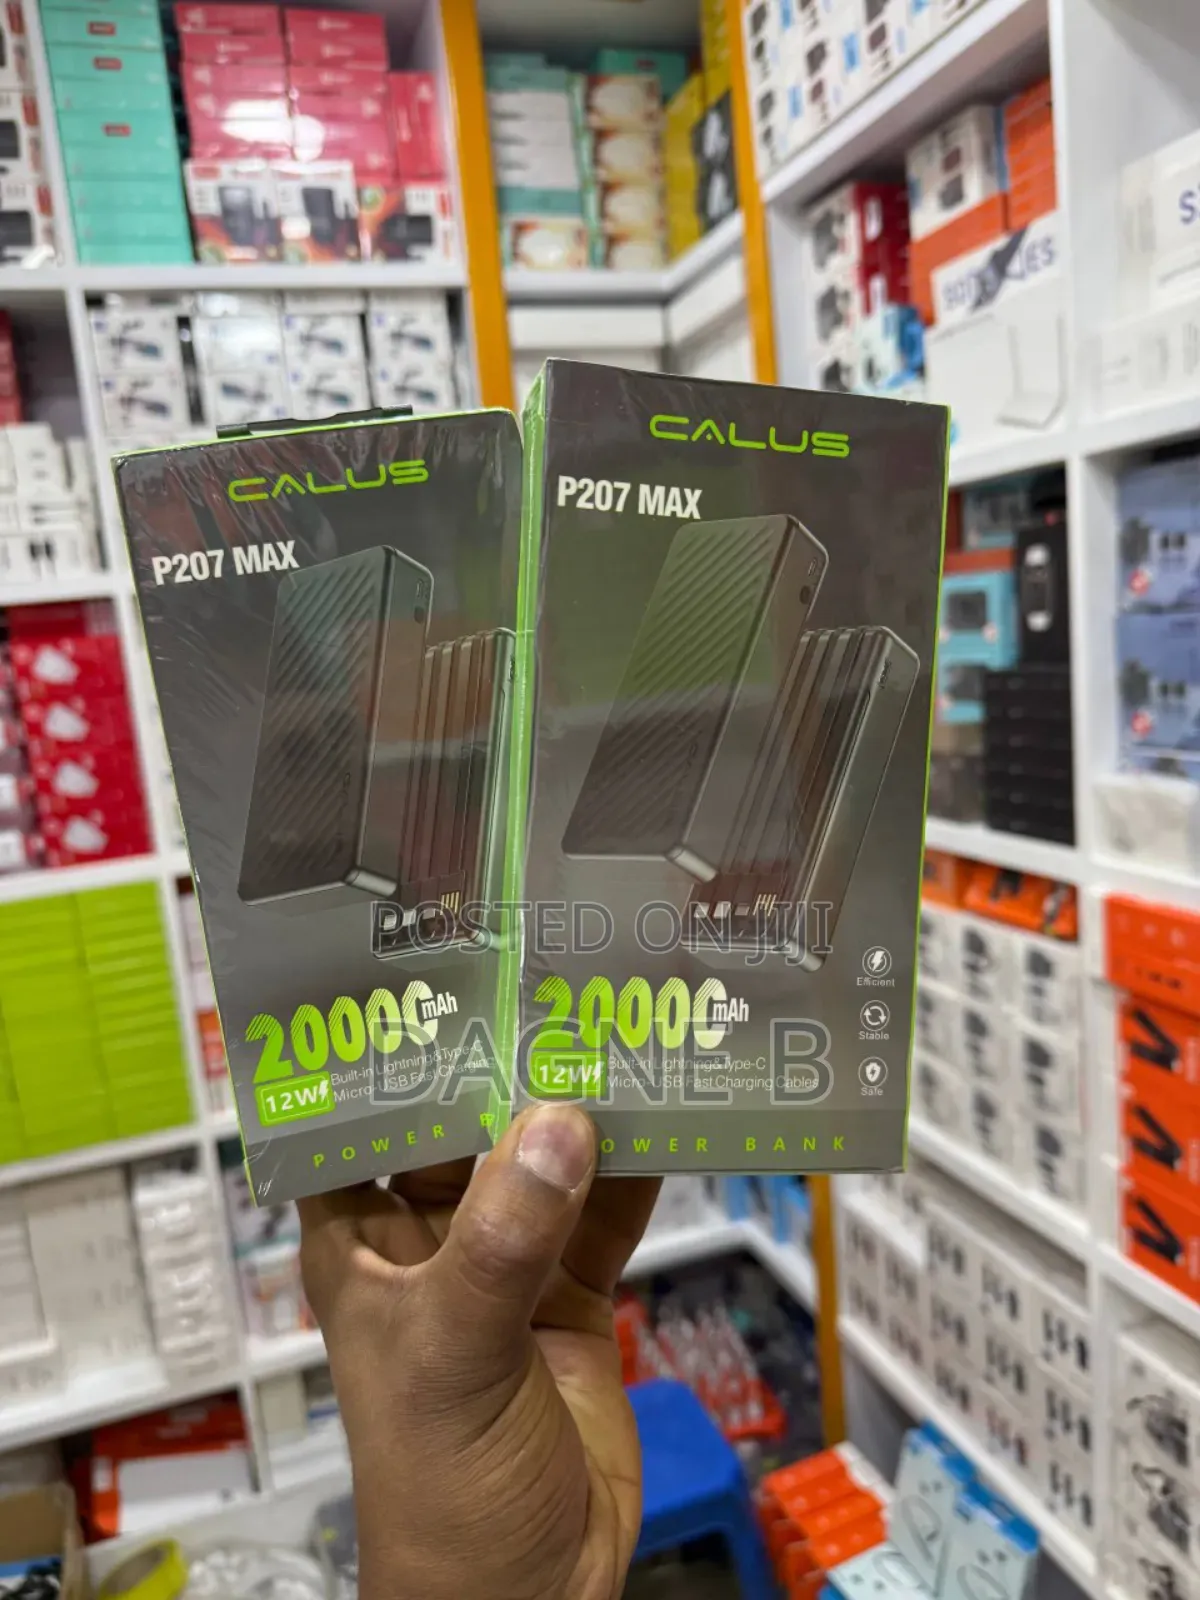 CALUS
P207 MAX
20000mAh
12W
Built-in Lightning&Type-C
Micro-USB Fast Charging
POWER B
CALUS
P207 MAX
Efficient
Stable
Safe
20000mAh
12W
Built-in Lightning&Type-C
Micro-USB Fast Charging Cables
OWER BANK
POSTED ON JIJI
DAGNE B